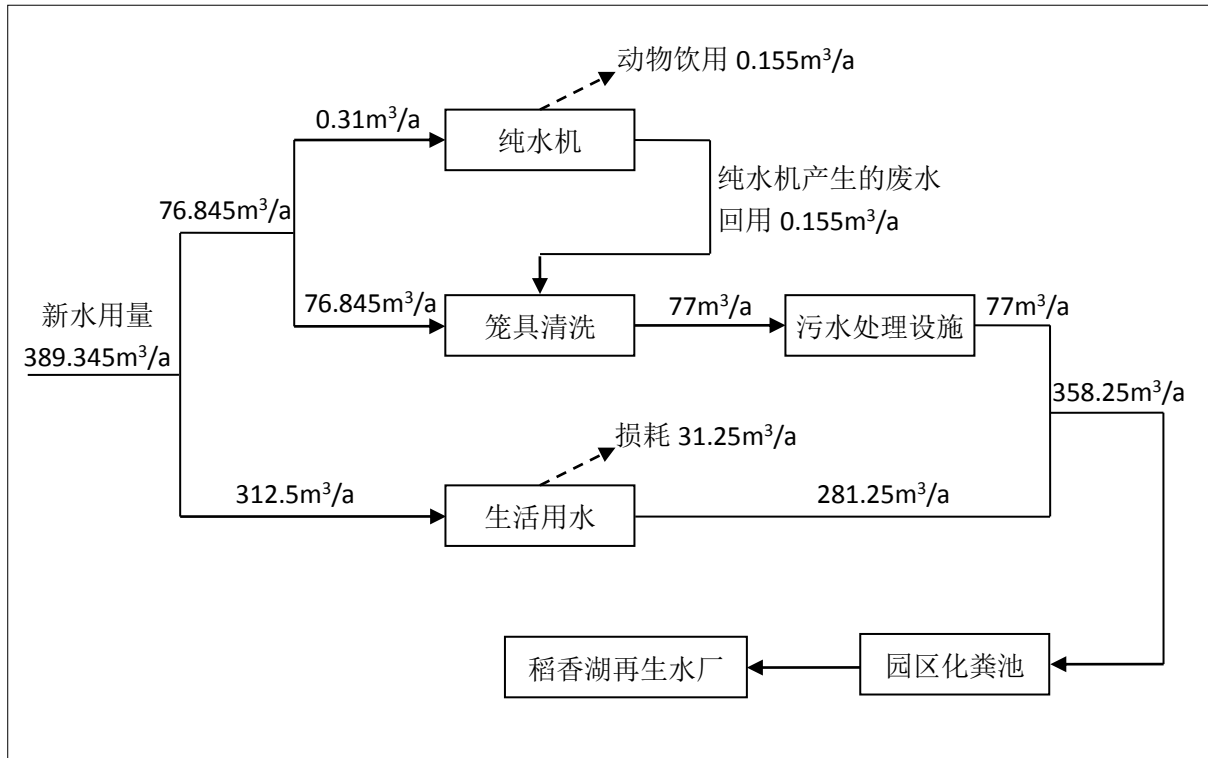 动物饮用 0.155m³/a
0.31m³/a
纯水机
纯水机产生的废水
回用 0.155m³/a
76.845m³/a
76.845m³/a
笼具清洗
77m³/a
污水处理设施
77m³/a
新水用量
389.345m³/a
358.25m³/a
损耗 31.25m³/a
312.5m³/a
生活用水
281.25m³/a
稻香湖再生水厂
园区化粪池